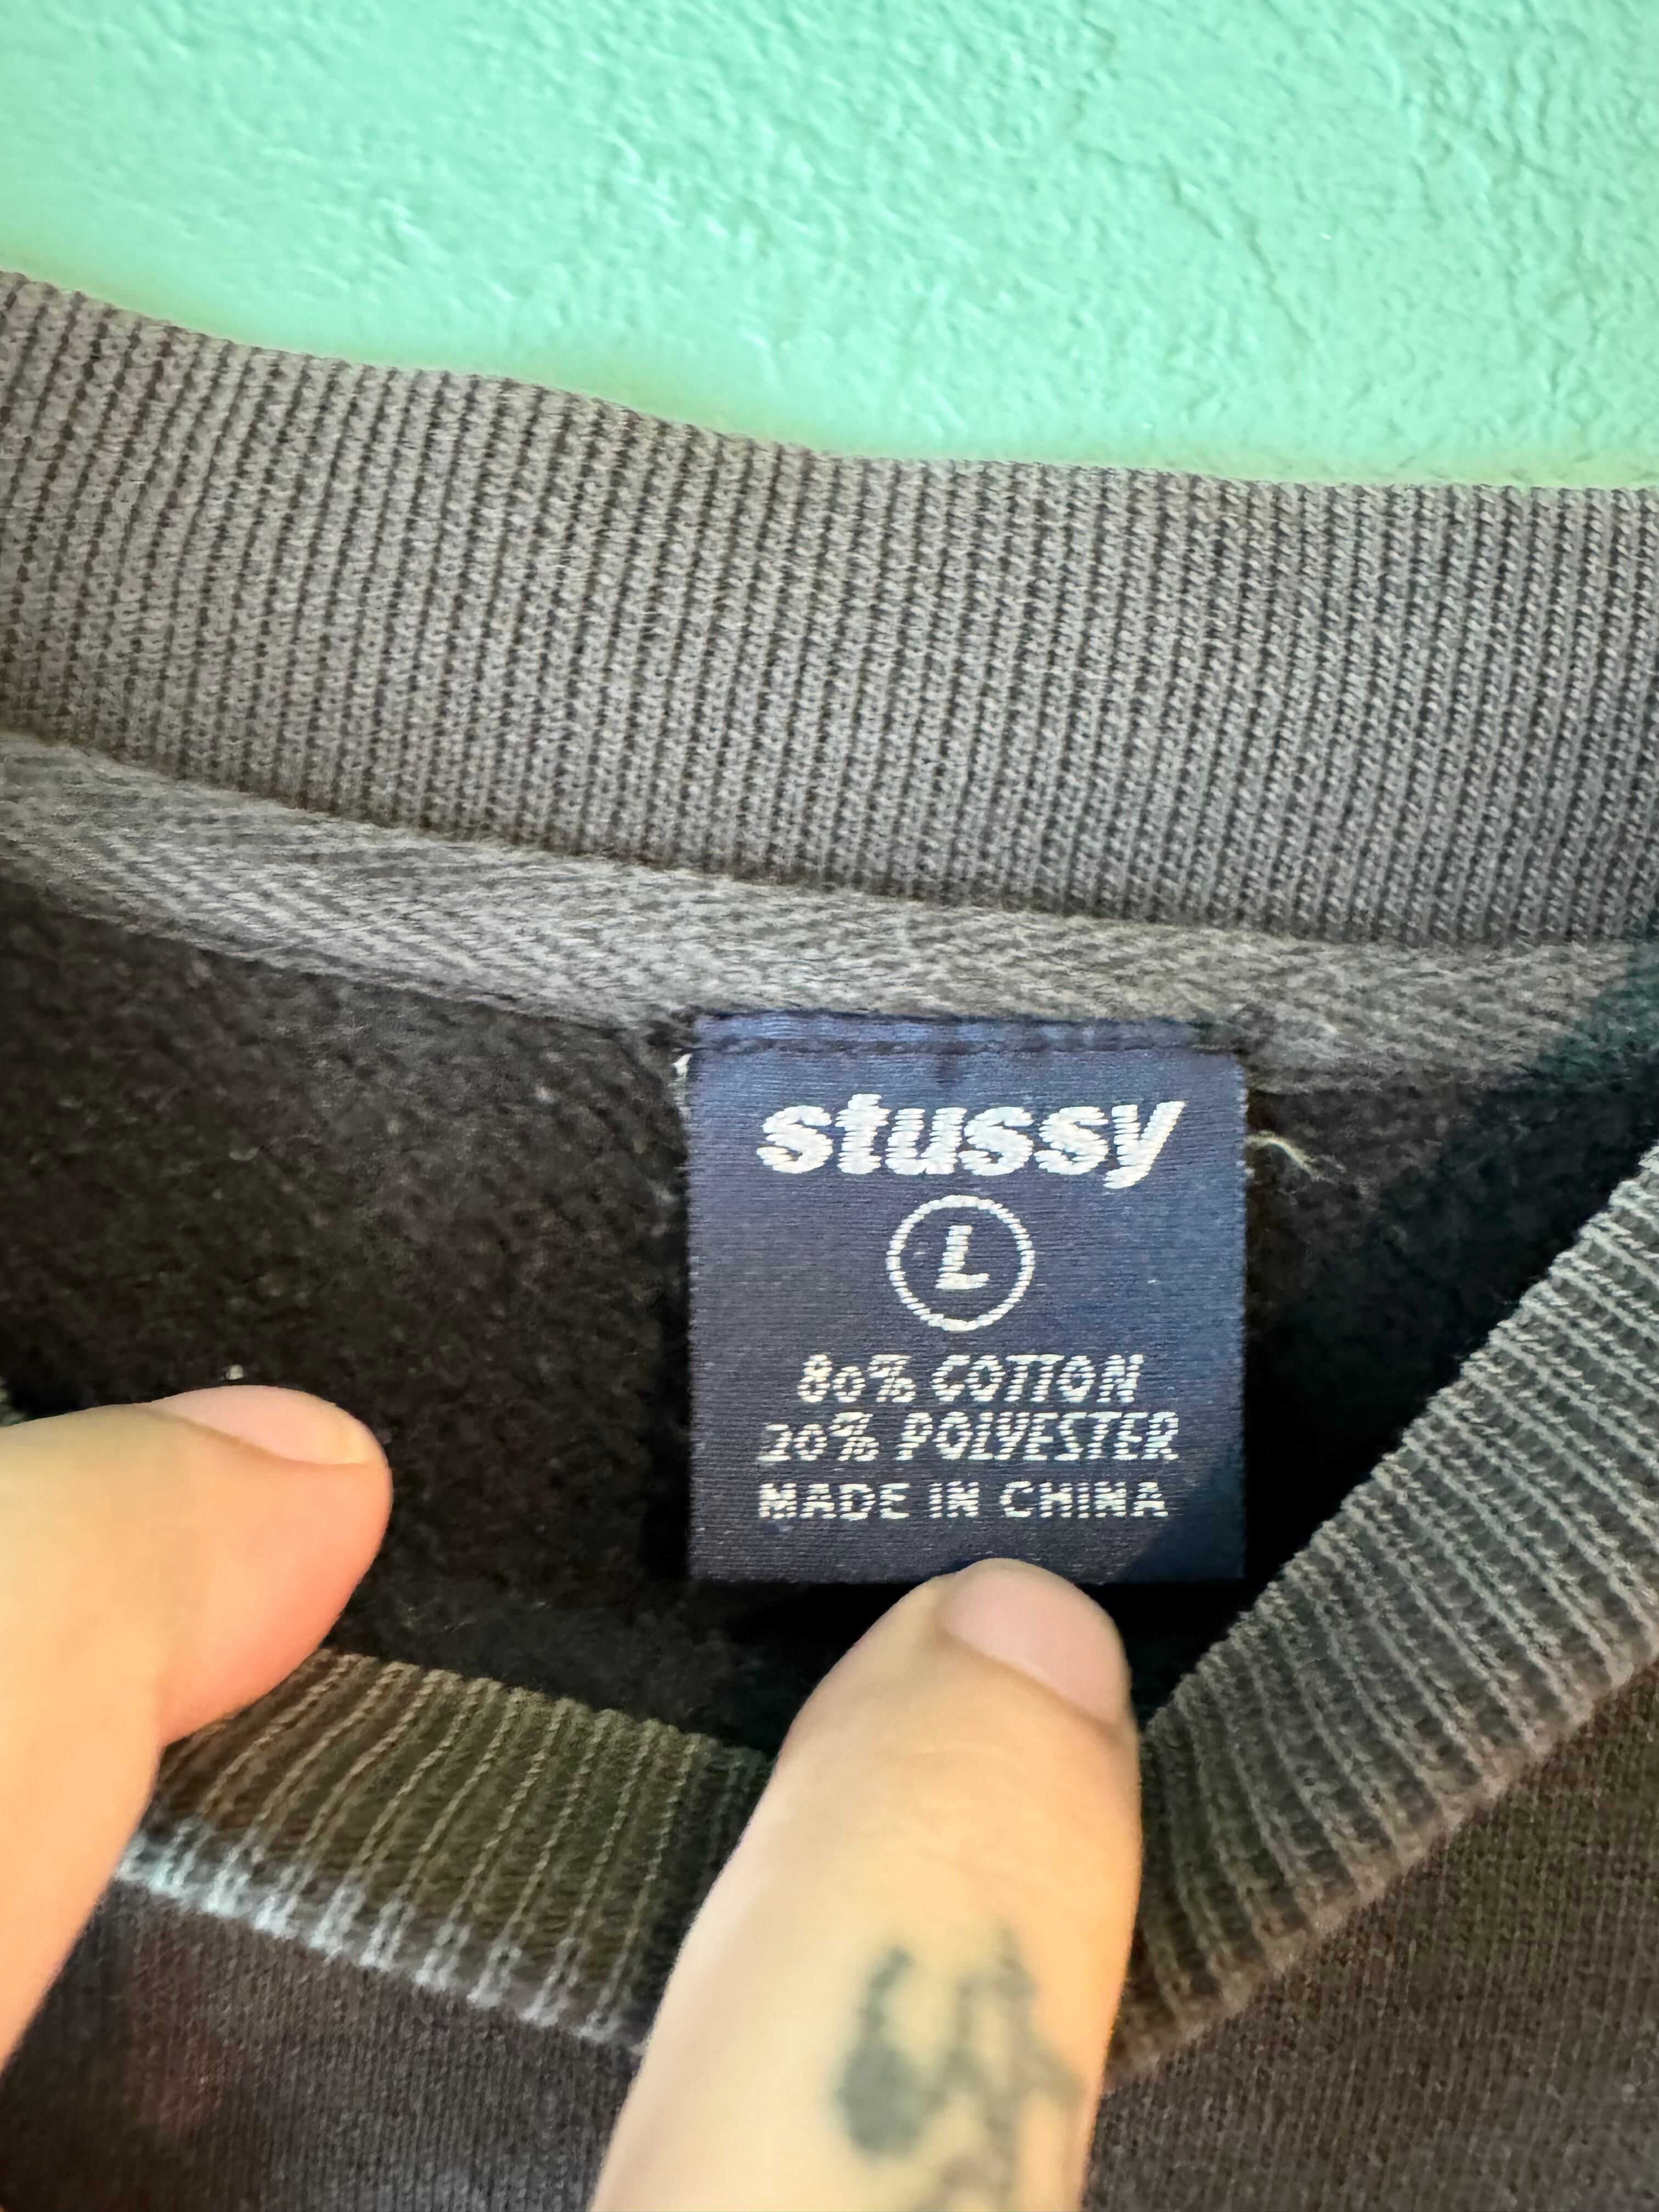 stussy
L
80% COTTON
20% POLYESTER
MADE IN CHINA